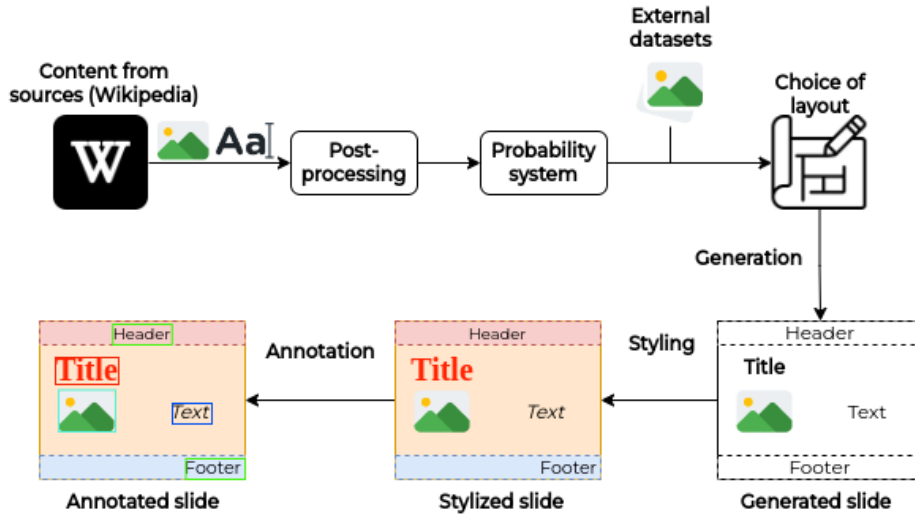 External
datasets
Content from
sources (Wikipedia)
Choice of
layout
W
Aa
Post-
processing
Probability
system
Generation
Header
Title
Text
Footer
Annotated slide
Annotation
Header
Title
Text
Footer
Stylized slide
Styling
Header
Title
Text
Footer
Generated slide